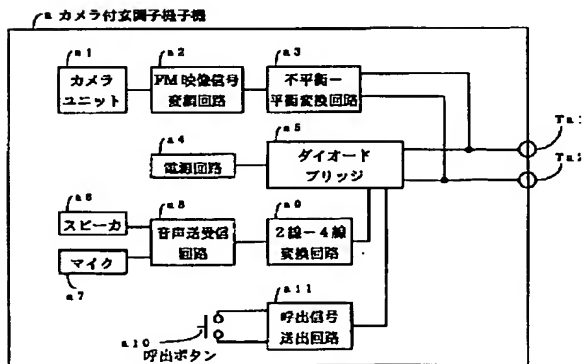 a カメラ付玄関子機子機
a1
カメラ
ユニット
a2
FM映像信号
変調回路
a3
不平衡−
平衡変換回路
a4
電源回路
a5
ダイオード
ブリッジ
Ta1
Ta2
a6
スピーカ
マイク
a7
a8
音声送受信
回路
a9
2線−4線
変換回路
a10
呼出ボタン
a11
呼出信号
送出回路